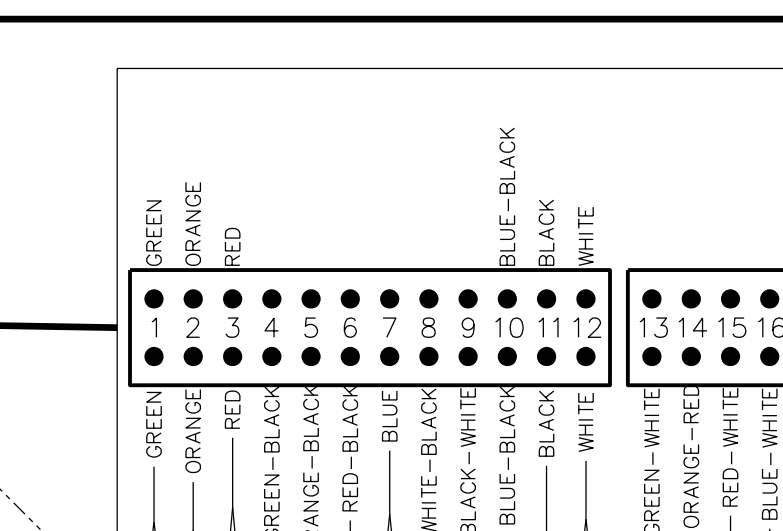 GREEN
ORANGE
RED
BLUE-BLACK
BLACK
WHITE
1 2 3 4 5 6 7 8 9 10 11 12
13 14 15 16
GREEN
ORANGE
RED
GREEN-BLACK
ANGE-BLACK
RED-BLACK
BLUE
WHITE-BLACK
BLACK-WHITE
BLUE-BLACK
BLACK
WHITE
GREEN-WHITE
ORANGE-RED
RED-WHITE
BLUE-WHITE